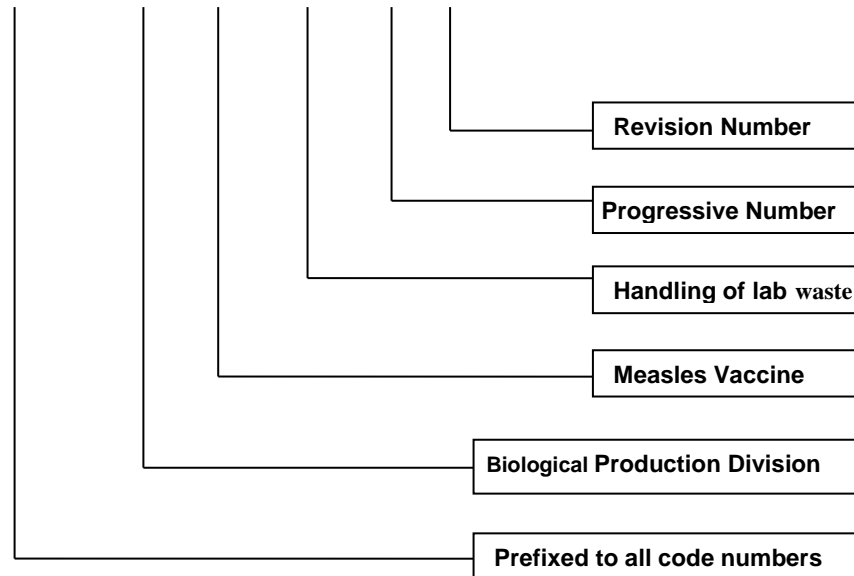 Revision Number
Progressive Number
Handling of lab waste
Measles Vaccine
Biological Production Division
Prefixed to all code numbers